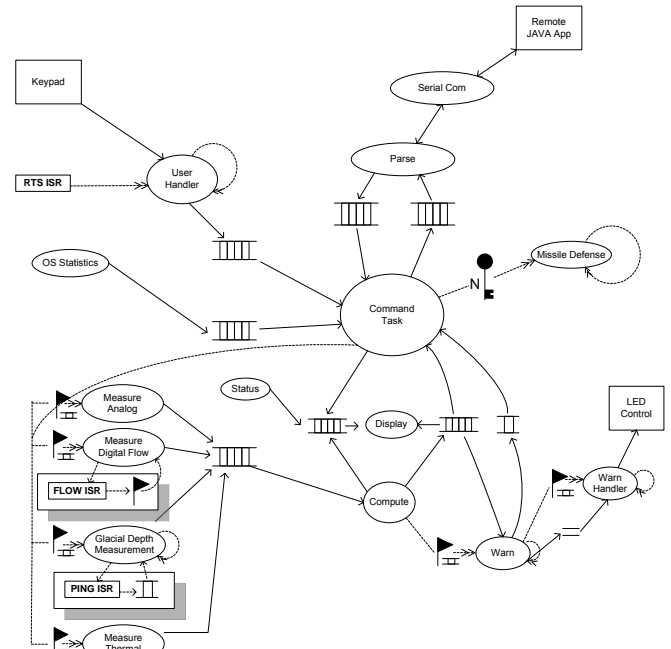 Remote
JAVA App
Keypad
Serial Com
Parse
User
Handler
RTS ISR
OS Statistics
Missile Defense
N
Command
Task
Status
LED
Control
Measure
Analog
Display
Measure
Digital Flow
Warn
Handler
FLOW ISR
Compute
Glacial Depth
Measurement
Warn
PING ISR
Measure
Thermal